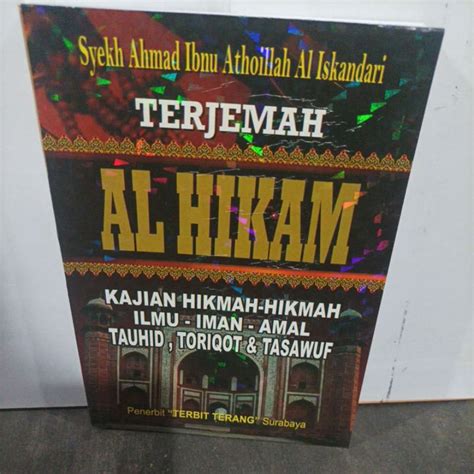 Syekh Ahmad Ibnu Athoillah Al Iskandari
TERJEMAH
AL HIKAM
KAJIAN HIKMAH-HIKMAH
ILMU - IMAN - AMAL
TAUHID , TORIQOT & TASAWUF
Penerbit "TERBIT TERANG" Surabaya